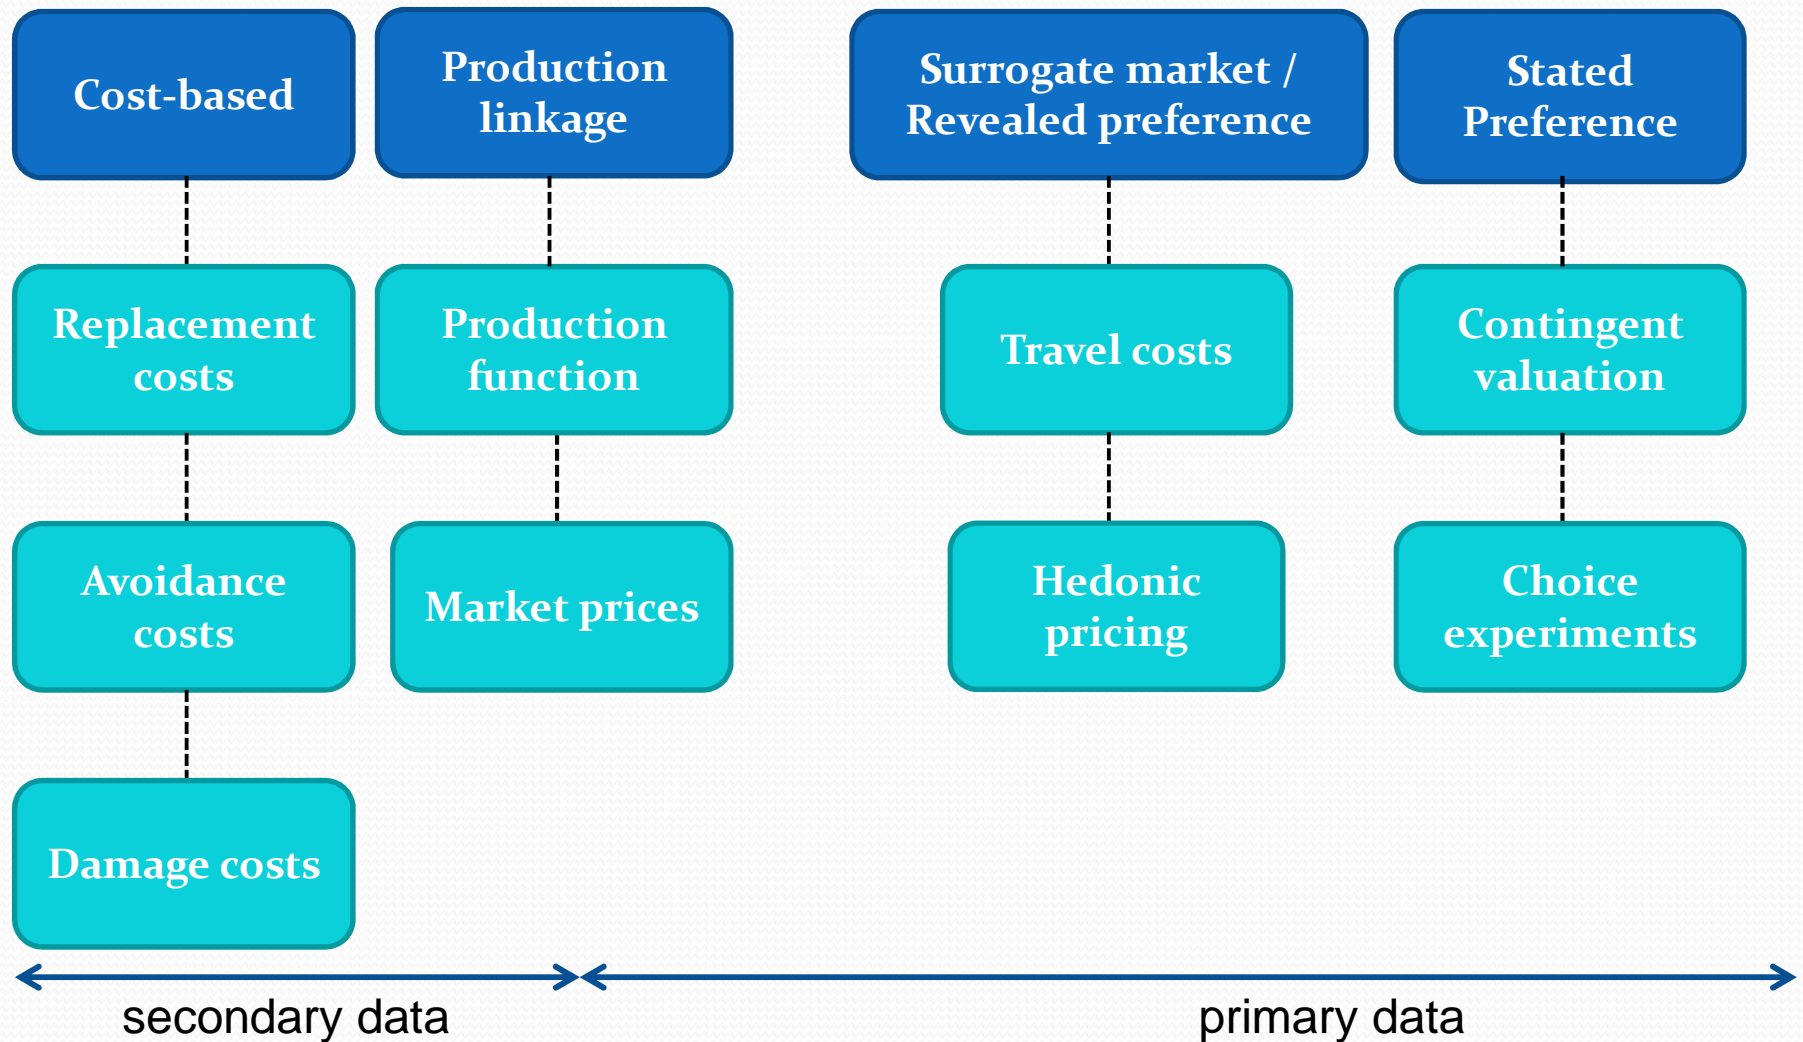 Cost-based
Production
linkage
Surrogate market /
Revealed preference
Stated
Preference
Replacement
costs
Production
function
Travel costs
Contingent
valuation
Avoidance
costs
Market prices
Hedonic
pricing
Choice
experiments
Damage costs
secondary data
primary data